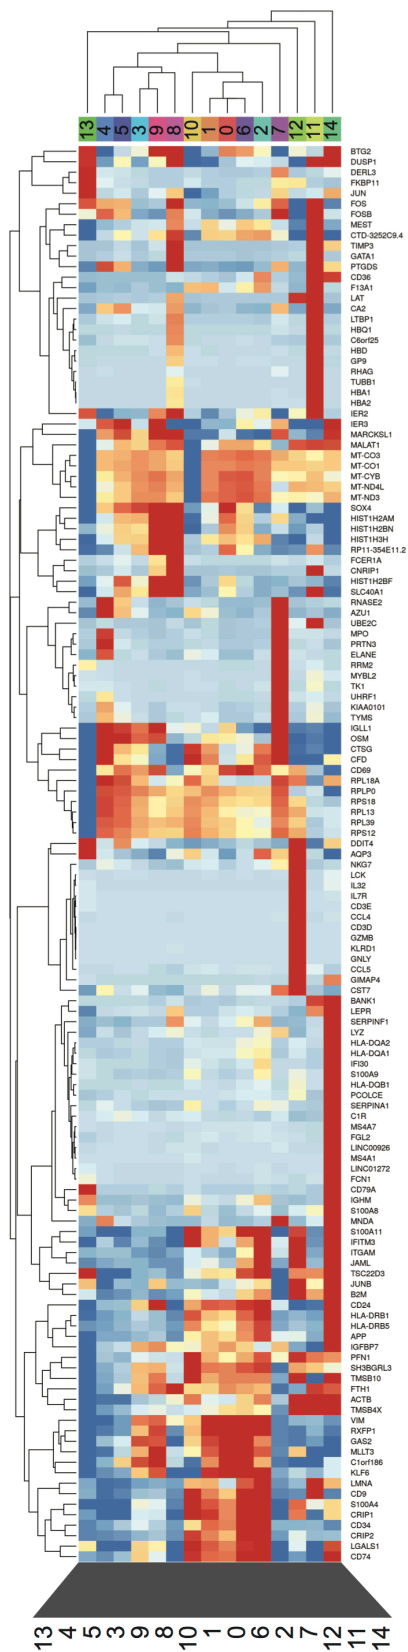 13 4 5 3 9 8 10 1 0 6 2 7 12 11 14
BTG2
DUSP1
DERL3
FKBP11
JUN
FOS
FOSB
MEST
CTD-3252C9.4
TIMP3
GATA1
PTGDS
CD36
F13A1
LAT
CA2
LTBP1
HBQ1
C6orf25
HBD
GP9
RHAG
TUBB1
HBA1
HBA2
IER2
IER3
MARCKSL1
MALAT1
MT-CO3
MT-CO1
MT-CYB
MT-ND4L
MT-ND3
SOX4
HIST1H2AM
HIST1H2BN
HIST1H3H
RP11-354E11.2
FCER1A
CNRIP1
HIST1H2BF
SLC40A1
RNASE2
AZU1
UBE2C
MPO
PRTN3
ELANE
RRM2
MYBL2
TK1
UHRF1
KIAA0101
TYMS
IGLL1
OSM
CTSG
CFD
CD69
RPL18A
RPLP0
RPS18
RPL13
RPL39
RPS12
DDIT4
AQP3
NKG7
LCK
IL32
IL7R
CD3E
CCL4
CD3D
GZMB
KLRD1
GNLY
CCL5
GIMAP4
CST7
BANK1
LEPR
SERPINF1
LYZ
HLA-DQA2
HLA-DQA1
IFI30
S100A9
HLA-DQB1
PCOLCE
SERPINA1
C1R
MS4A7
FGL2
LINC00926
MS4A1
LINC01272
FCN1
CD79A
IGHM
S100A8
MNDA
S100A11
IFITM3
ITGAM
JAML
TSC22D3
JUNB
B2M
CD24
HLA-DRB1
HLA-DRB5
APP
IGFBP7
PFN1
SH3BGRL3
TMSB10
FTH1
ACTB
TMSB4X
VIM
RXFP1
GAS2
MLLT3
C1orf186
KLF6
LMNA
CD9
S100A4
CRIP1
CD34
CRIP2
LGALS1
CD74
13 4 5 3 9 8 10 1 0 6 2 7 12 11 14